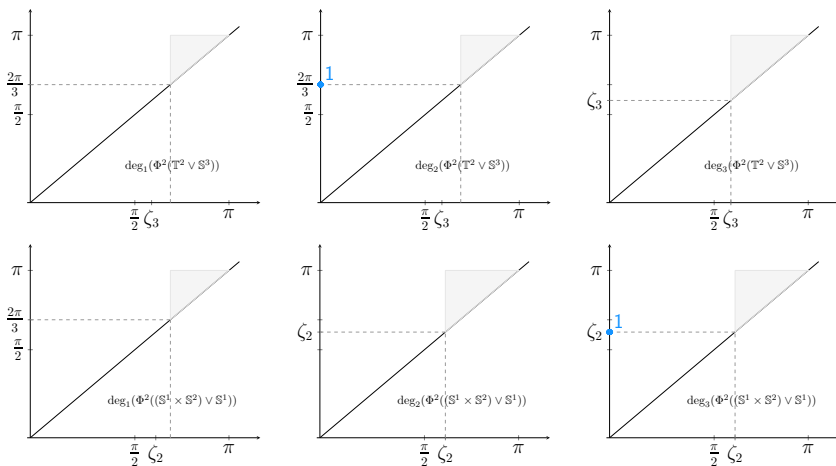 π π π
2π/3 2π/3 1
π/2 π/2 ζ₃
deg₁(Φ²(𝕋² ∨ 𝕊³)) deg₂(Φ²(𝕋² ∨ 𝕊³)) deg₃(Φ²(𝕋² ∨ 𝕊³))
π/2 ζ₃ π π/2 ζ₃ π π/2 ζ₃ π
π π π
2π/3 ζ₂ ζ₂ 1
π/2
deg₁(Φ²((𝕊¹ × 𝕊²) ∨ 𝕊¹)) deg₂(Φ²((𝕊¹ × 𝕊²) ∨ 𝕊¹)) deg₃(Φ²((𝕊¹ × 𝕊²) ∨ 𝕊¹))
π/2 ζ₂ π π/2 ζ₂ π π/2 ζ₂ π